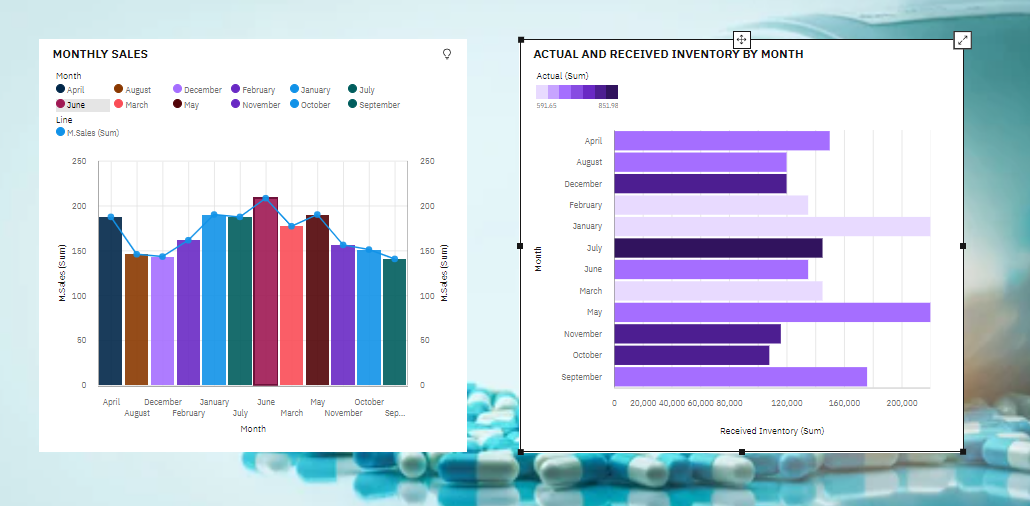 MONTHLY SALES
Month
April August December February January July
June March May November October September
Line
M.Sales (Sum)
250 250
200 200
150 150
100 100
50 50
0 0
M.Sales (Sum)
M.Sales (Sum)
April December January June May October
August February July March November Sep...
Month
ACTUAL AND RECEIVED INVENTORY BY MONTH
Actual (Sum)
591.65 851.98
April
August
December
February
January
July
June
March
May
November
October
September
Month
0 20,000 40,000 60,000 80,000 120,000 160,000 200,000
Received Inventory (Sum)